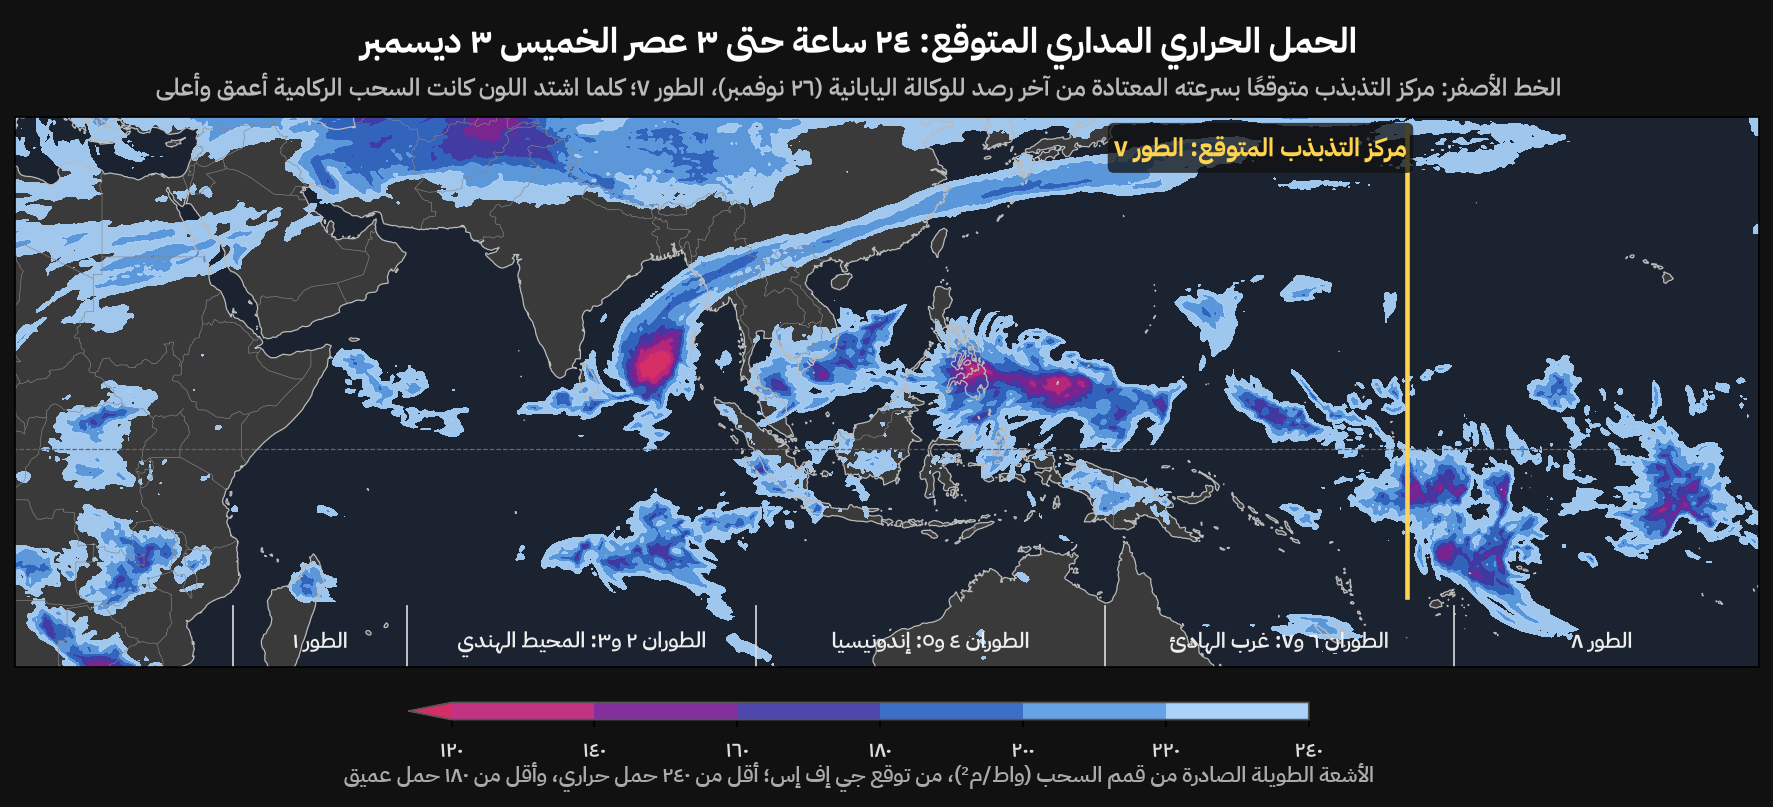 الحمل الحراري المداري المتوقع: ٢٤ ساعة حتى ٣ عصر الخميس ٣ ديسمبر
الخط الأصفر: مركز التذبذب متوقعًا بسرعته المعتادة من آخر رصد للوكالة اليابانية (٢٦ نوفمبر)، الطور ٧؛ كلما اشتد اللون كانت السحب الركامية أعمق وأعلى
مركز التذبذب المتوقع: الطور ٧
الطور ١
الطوران ٢ و٣: المحيط الهندي
الطوران ٤ و٥: إندونيسيا
الطوران ٦ و٧: غرب الهادئ
الطور ٨
١٢٠ ١٤٠ ١٦٠ ١٨٠ ٢٠٠ ٢٢٠ ٢٤٠
الأشعة الطويلة الصادرة من قمم السحب (واط/م²)، من توقع جي إف إس؛ أقل من ٢٤٠ حمل حراري، وأقل من ١٨٠ حمل عميق